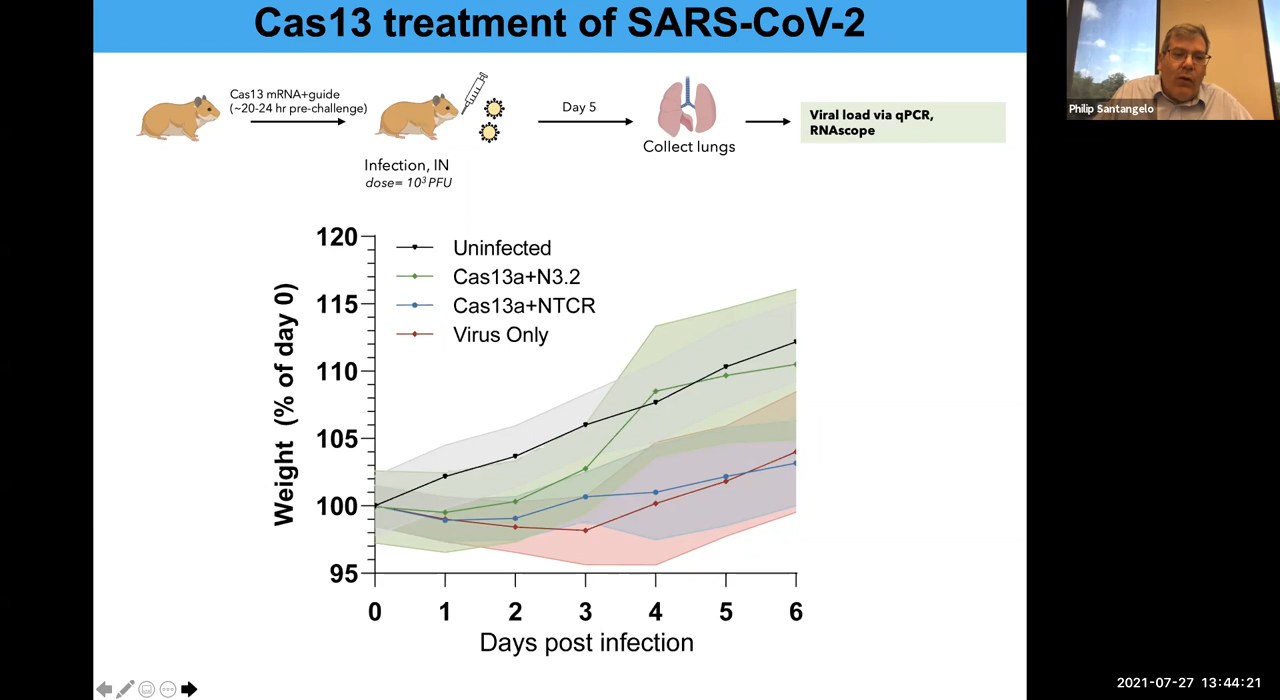 Cas13 treatment of SARS-CoV-2
Philip Santangelo
Cas13 mRNA+guide
(~20-24 hr pre-challenge)
Infection, IN
dose= 10³ PFU
Day 5
Collect lungs
Viral load via qPCR,
RNAscope
Uninfected
Cas13a+N3.2
Cas13a+NTCR
Virus Only
Weight (% of day 0)
120
115
110
105
100
95
0 1 2 3 4 5 6
Days post infection
2021-07-27 13:44:21